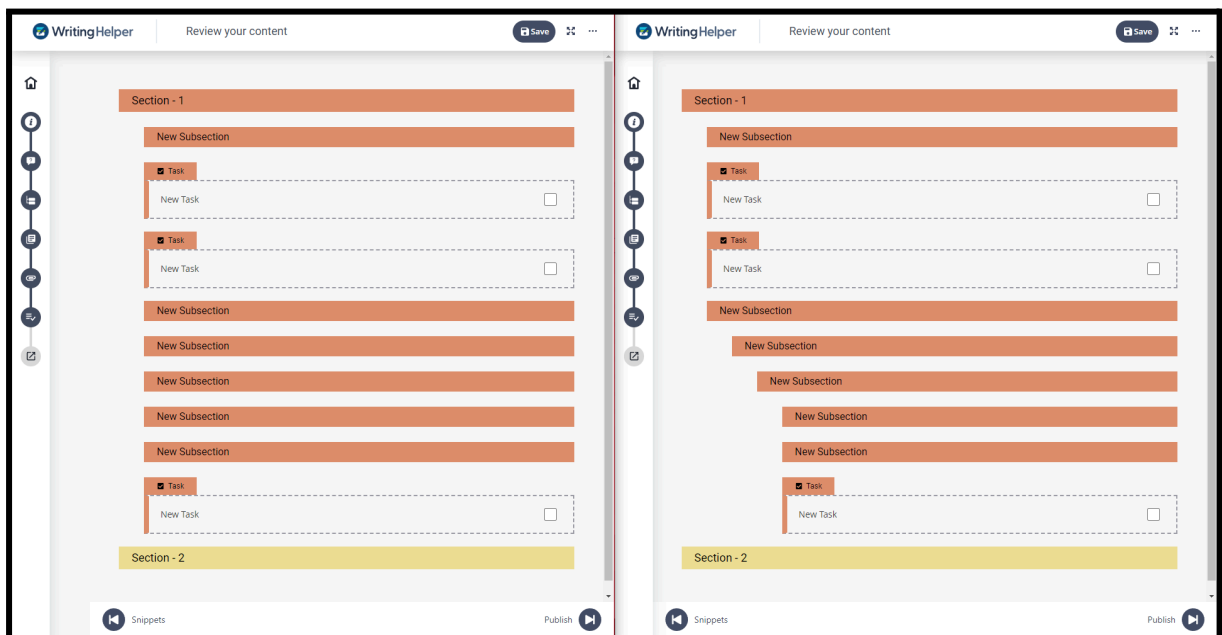 WritingHelper Review your content Save
Section - 1
New Subsection
Task
New Task
Task
New Task
New Subsection
New Subsection
New Subsection
New Subsection
New Subsection
Task
New Task
Section - 2
Snippets Publish
WritingHelper Review your content Save
Section - 1
New Subsection
Task
New Task
Task
New Task
New Subsection
New Subsection
New Subsection
New Subsection
New Subsection
Task
New Task
Section - 2
Snippets Publish